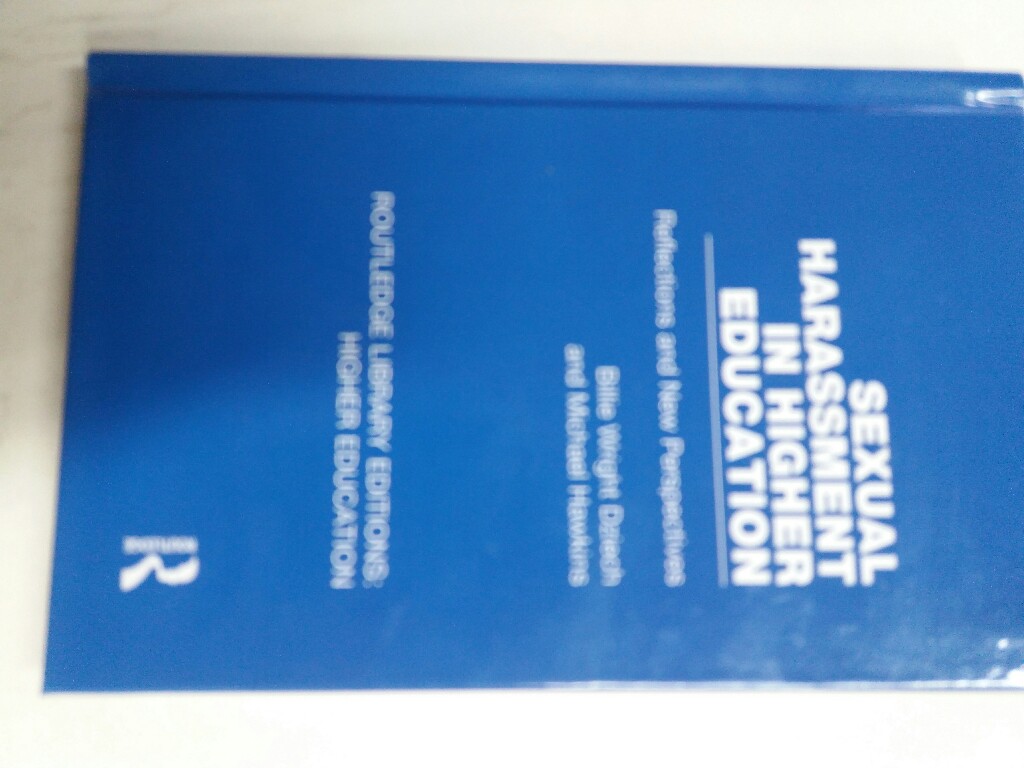 SEXUAL
HARASSMENT
IN HIGHER
EDUCATION
Reflections and New Perspectives
Billie Wright Dziech
and Michael Hawkins
ROUTLEDGE LIBRARY EDITIONS:
HIGHER EDUCATION
ROUTLEDGE